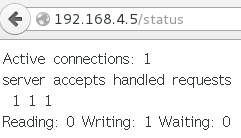 192.168.4.5/status
Active connections: 1
server accepts handled requests
1 1 1
Reading: 0 Writing: 1 Waiting: 0